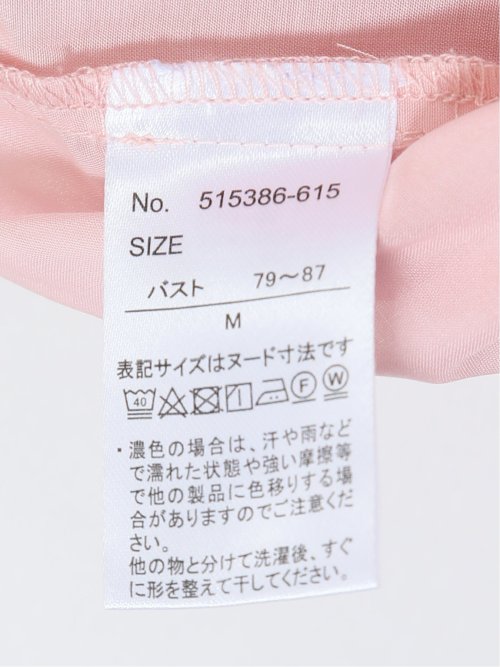 No. 515386-615
SIZE
バスト 79～87
M
表記サイズはヌード寸法です
40 F W
・濃色の場合は、汗や雨など
で濡れた状態や強い摩擦等
で他の製品に色移りする場
合がありますのでご注意くだ
さい。
他の物と分けて洗濯後、すぐ
に形を整えて干してください。